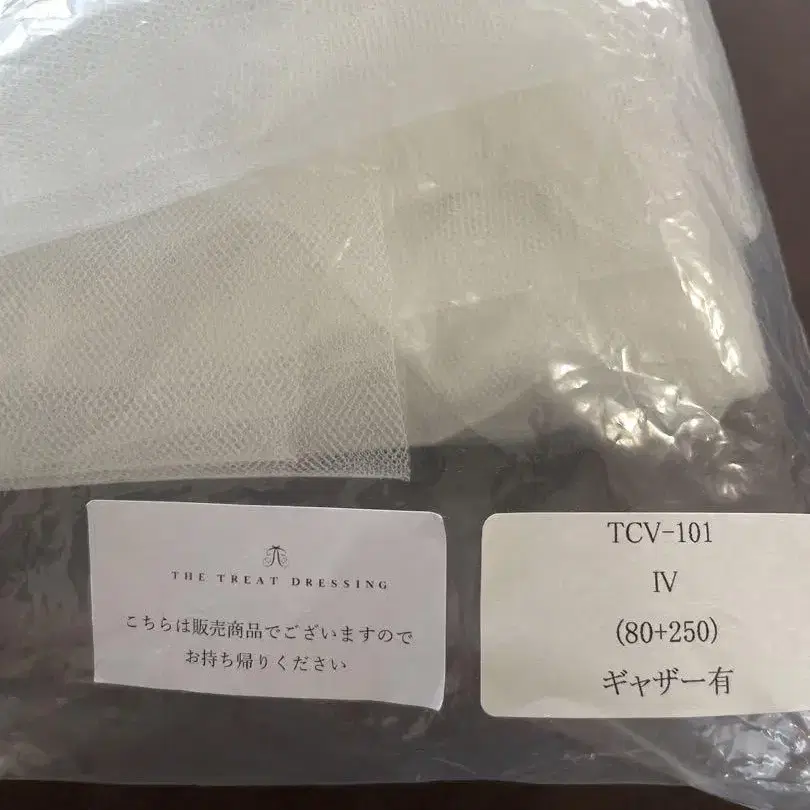 THE TREAT DRESSING
こちらは販売商品でございますので
お持ち帰りください
TCV-101
IV
(80+250)
ギャザー有